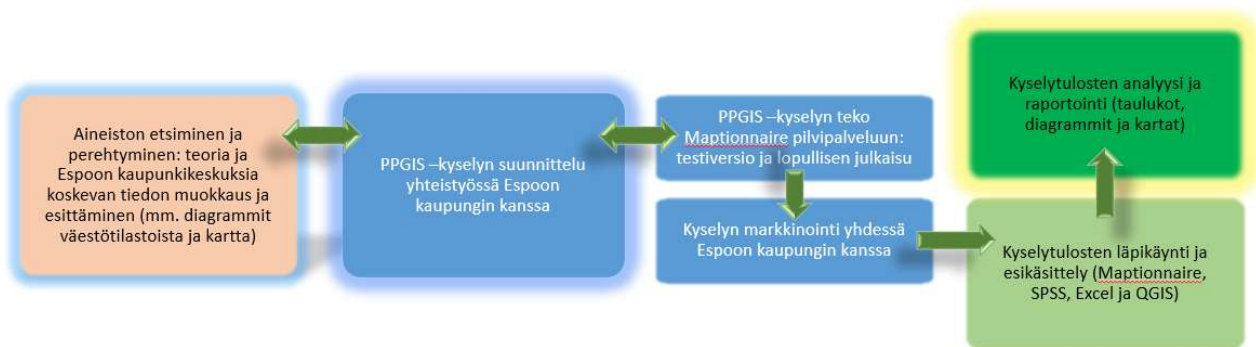 Aineiston etsiminen ja
perehtyminen: teoria ja
Espoon kaupunkikeskuksia
koskevan tiedon muokkaus ja
esittäminen (mm. diagrammit
väestötilastoista ja kartta)
PPGIS –kyselyn suunnittelu
yhteistyössä Espoon
kaupungin kanssa
PPGIS –kyselyn teko
Maptionnaire pilvipalveluun:
testiversio ja lopullisen julkaisu
Kyselyn markkinointi yhdessä
Espoon kaupungin kanssa
Kyselytulosten läpikäynti ja
esikäsittely (Maptionnaire,
SPSS, Excel ja QGIS)
Kyselytulosten analyysi ja
raportointi (taulukot,
diagrammit ja kartat)